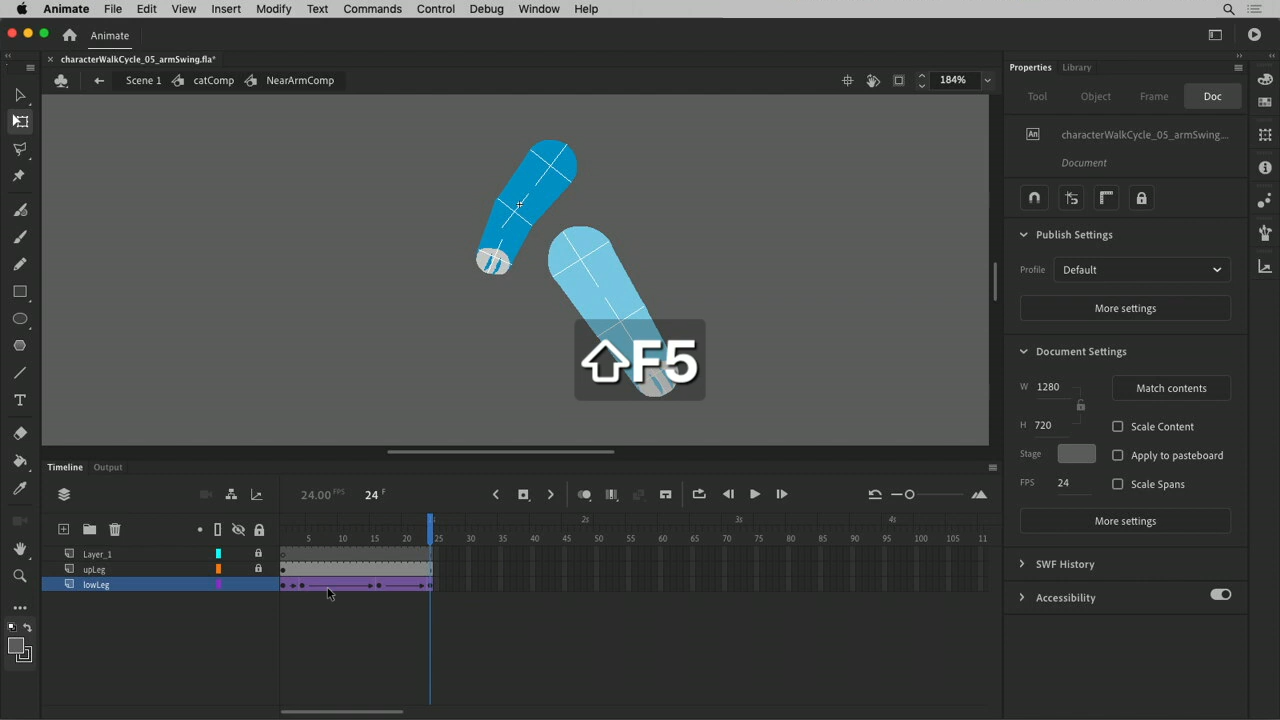 Animate File Edit View Insert Modify Text Commands Control Debug Window Help
Animate
characterWalkCycle_05_armSwing.fla*
Scene 1 catComp NearArmComp 184%
Properties Library
Tool Object Frame Doc
An characterWalkCycle_05_armSwing...
Document
Publish Settings
Profile Default
More settings
Document Settings
W 1280 Match contents
H 720 Scale Content
Stage Apply to pasteboard
FPS 24 Scale Spans
More settings
SWF History
Accessibility
T
⇧F5
Timeline Output
24.00 FPS 24 F
2s 3s 4s
5 10 15 20 25 30 35 40 45 50 55 60 65 70 75 80 85 90 95 100 105 11
Layer_1
upLeg
lowLeg